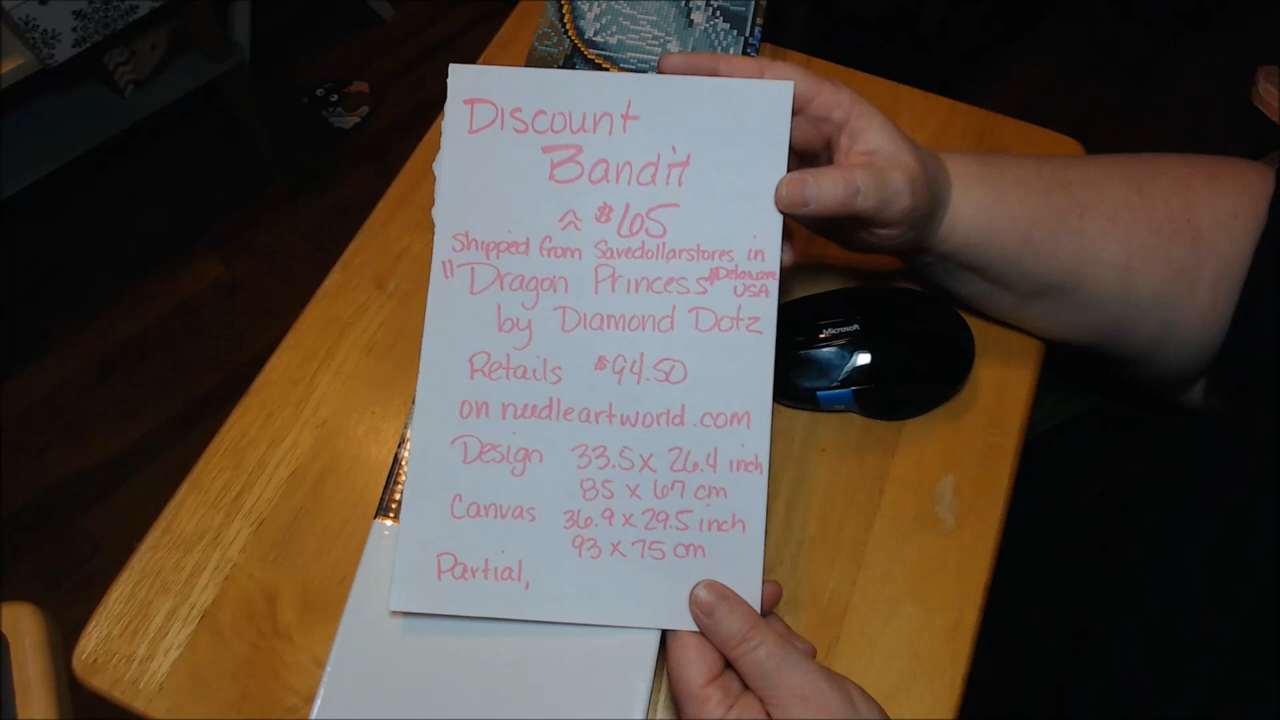 Discount
Bandit
≈ $65
Shipped from Savedollarstores in
"Dragon Princess" Delaware
USA
by Diamond Dotz
Retails $94.50
on needleartworld.com
Design 33.5 x 26.4 inch
85 x 67 cm
Canvas 36.9 x 29.5 inch
93 x 75 cm
Partial,
Microsoft